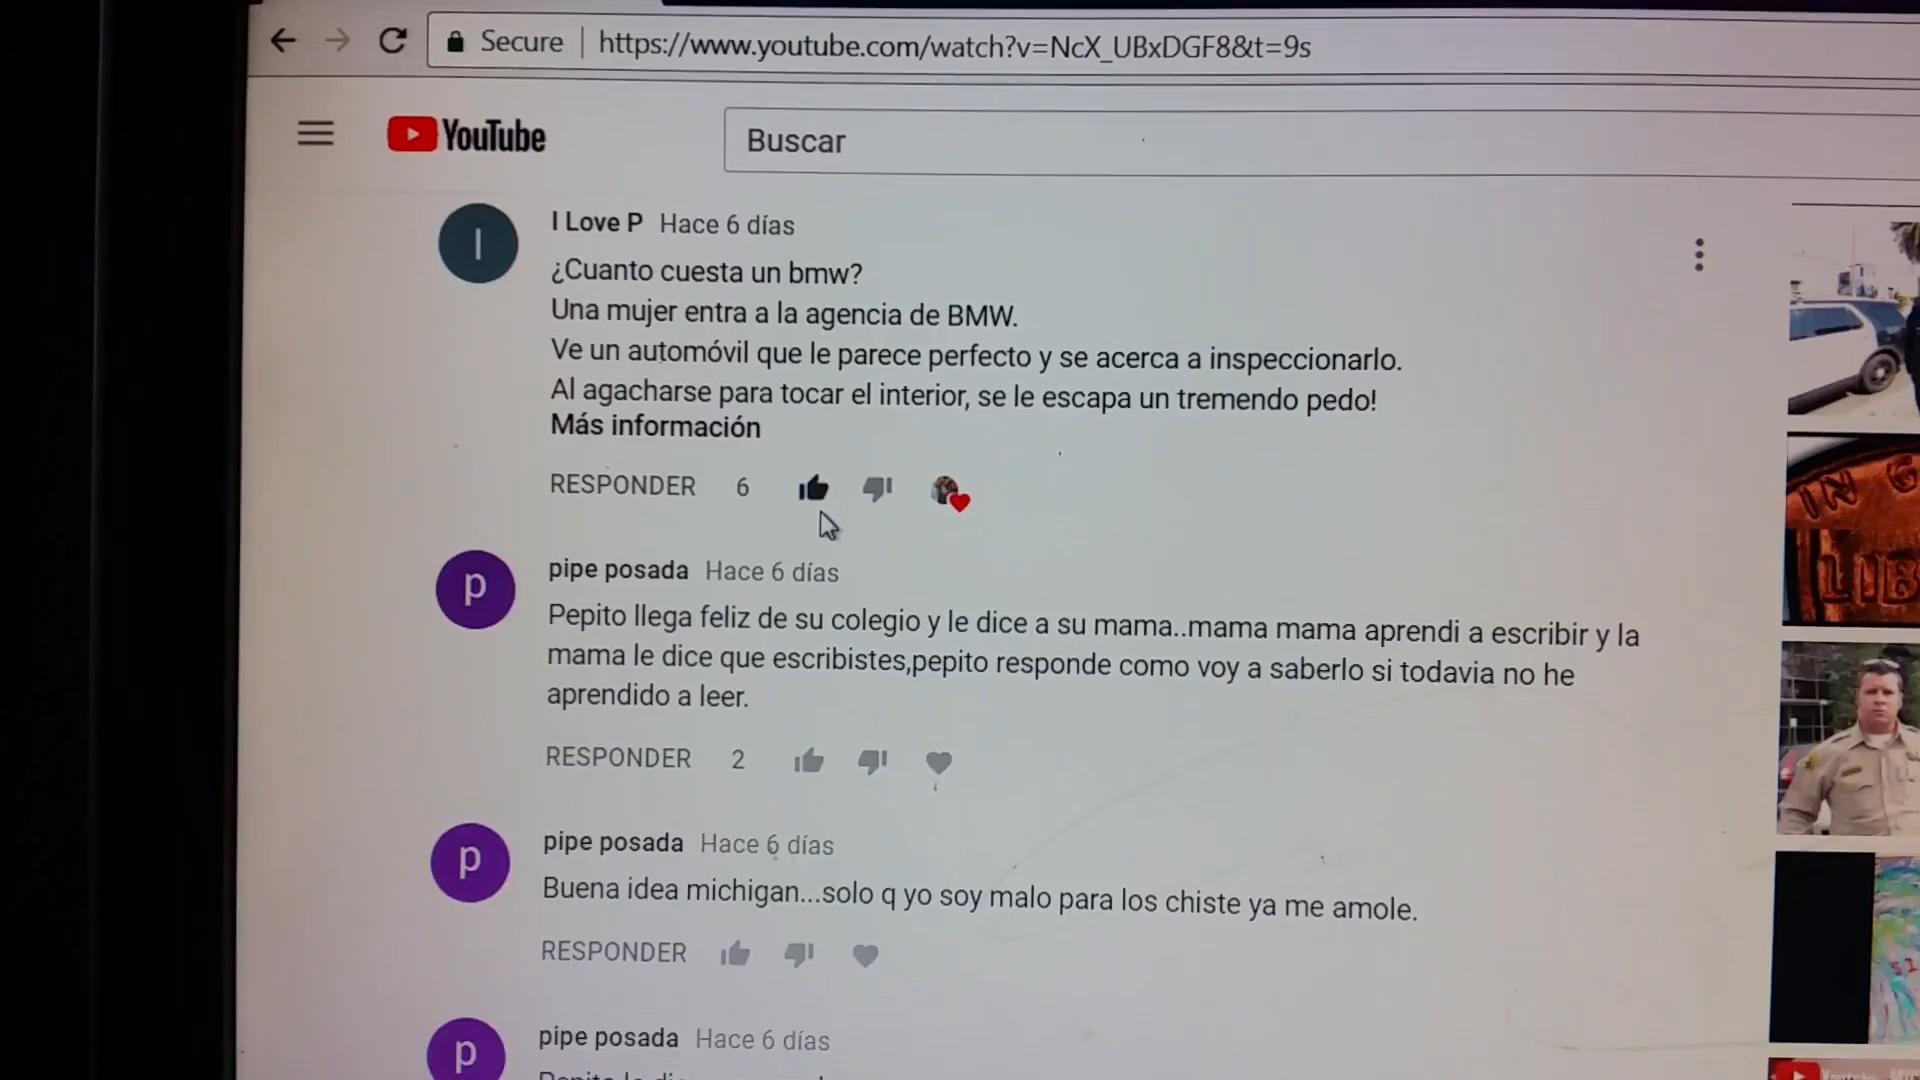 Secure | https://www.youtube.com/watch?v=NcX_UBxDGF8&t=9s
YouTube
Buscar
I
I Love P Hace 6 días
¿Cuanto cuesta un bmw?
Una mujer entra a la agencia de BMW.
Ve un automóvil que le parece perfecto y se acerca a inspeccionarlo.
Al agacharse para tocar el interior, se le escapa un tremendo pedo!
Más información
RESPONDER 6
IN G
LIB
p
pipe posada Hace 6 días
Pepito llega feliz de su colegio y le dice a su mama..mama mama aprendi a escribir y la
mama le dice que escribistes,pepito responde como voy a saberlo si todavia no he
aprendido a leer.
RESPONDER 2
p
pipe posada Hace 6 días
Buena idea michigan...solo q yo soy malo para los chiste ya me amole.
RESPONDER
p
pipe posada Hace 6 días